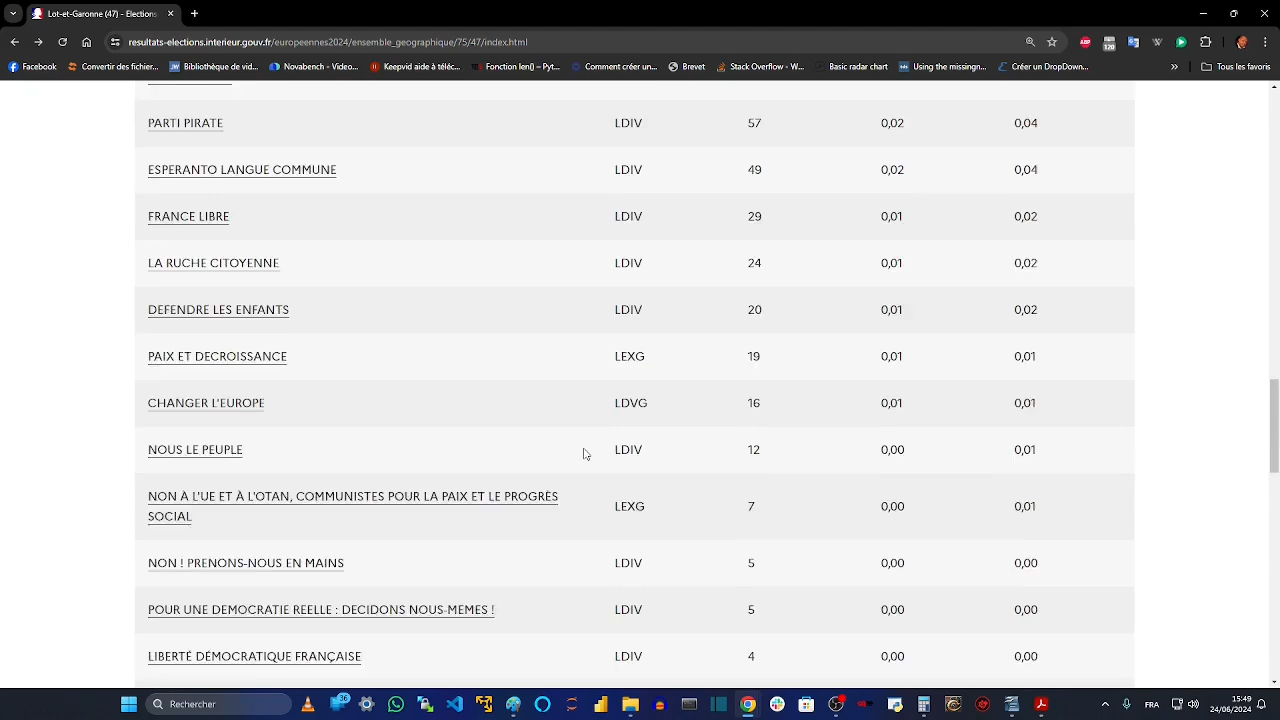 Lot-et-Garonne (47) - Elections
resultats-elections.interieur.gouv.fr/europeennes2024/ensemble_geographique/75/47/index.html
Facebook Convertir des fichier... Bibliothèque de vid... Novabench - Video... Keepvid aide à téléc... Fonction len() — Pyt... Comment créer un... Brevet Stack Overflow - W... Basic radar chart Using the missingn... Créer un DropDown... » Tous les favoris
PARTI PIRATE LDIV 57 0,02 0,04
ESPERANTO LANGUE COMMUNE LDIV 49 0,02 0,04
FRANCE LIBRE LDIV 29 0,01 0,02
LA RUCHE CITOYENNE LDIV 24 0,01 0,02
DEFENDRE LES ENFANTS LDIV 20 0,01 0,02
PAIX ET DECROISSANCE LEXG 19 0,01 0,01
CHANGER L'EUROPE LDVG 16 0,01 0,01
NOUS LE PEUPLE LDIV 12 0,00 0,01
NON À L'UE ET À L'OTAN, COMMUNISTES POUR LA PAIX ET LE PROGRÈS
SOCIAL LEXG 7 0,00 0,01
NON ! PRENONS-NOUS EN MAINS LDIV 5 0,00 0,00
POUR UNE DEMOCRATIE REELLE : DECIDONS NOUS-MEMES ! LDIV 5 0,00 0,00
LIBERTÉ DÉMOCRATIQUE FRANÇAISE LDIV 4 0,00 0,00
Rechercher FRA 15:49
24/06/2024